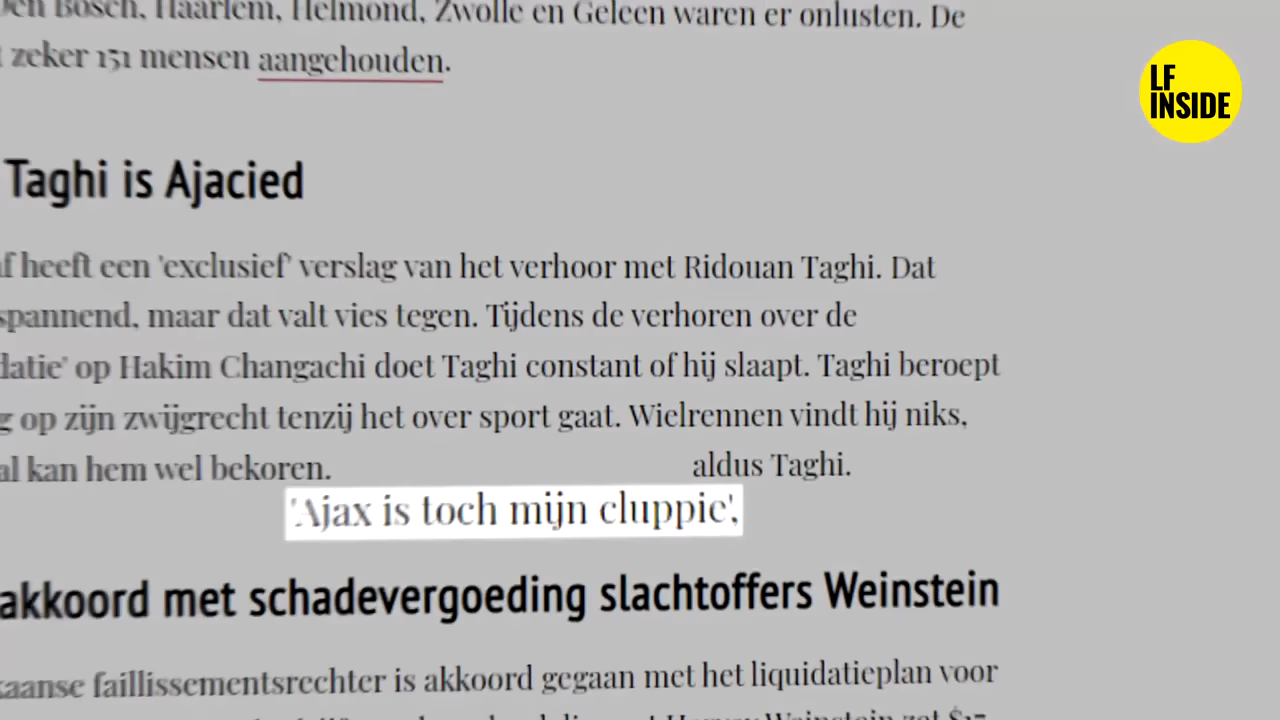 Den Bosch, Haarlem, Helmond, Zwolle en Geleen waren er onlusten. De
zeker 151 mensen aangehouden.
LF
INSIDE
Taghi is Ajacied
heeft een 'exclusief' verslag van het verhoor met Ridouan Taghi. Dat
spannend, maar dat valt vies tegen. Tijdens de verhoren over de
op Hakim Changachi doet Taghi constant of hij slaapt. Taghi beroept
op zijn zwijgrecht tenzij het over sport gaat. Wielrennen vindt hij niks,
kan hem wel bekoren. aldus Taghi.
'Ajax is toch mijn cluppie',
akkoord met schadevergoeding slachtoffers Weinstein
faillissementsrechter is akkoord gegaan met het liquidatieplan voor